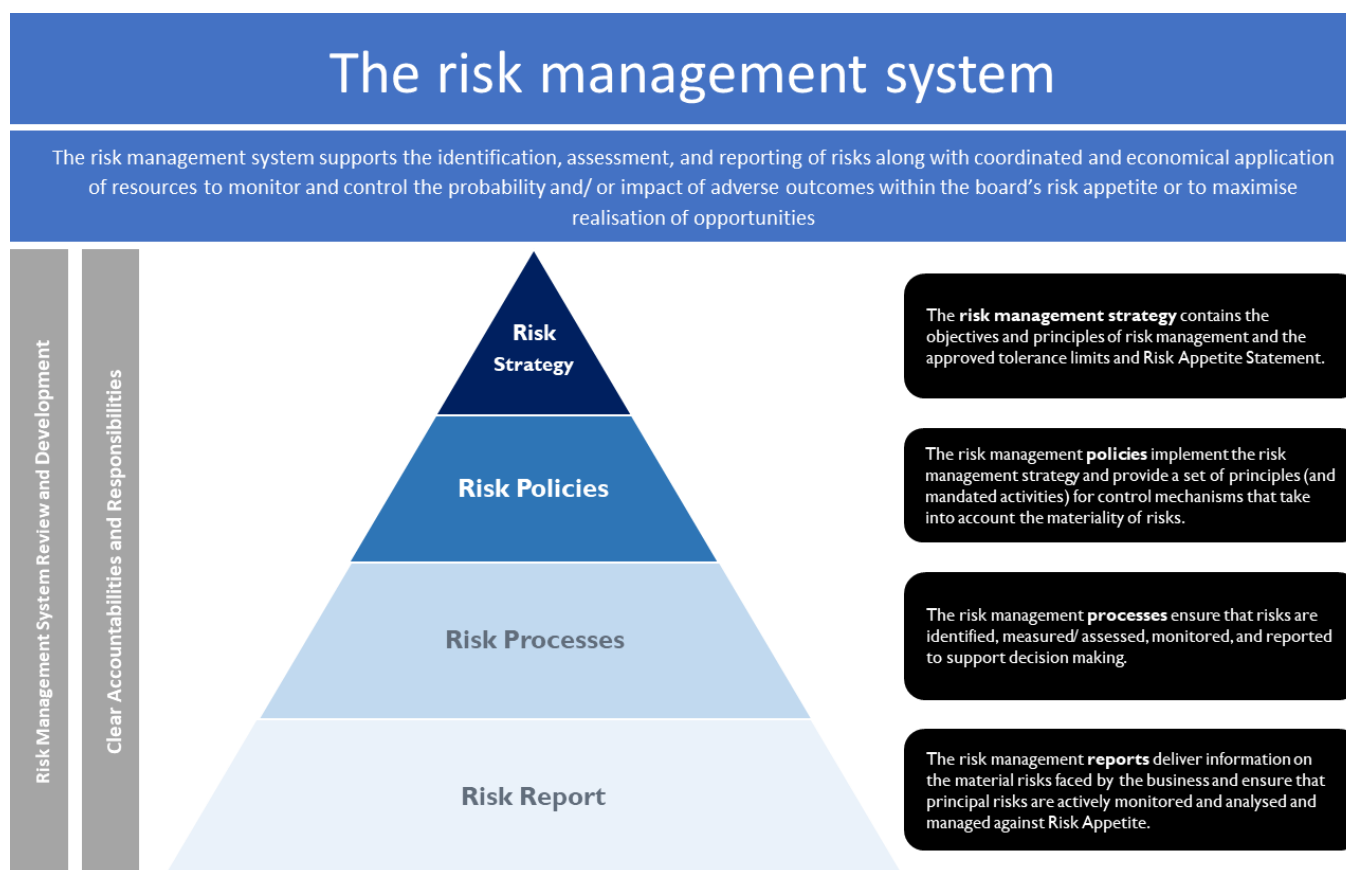 The risk management system
The risk management system supports the identification, assessment, and reporting of risks along with coordinated and economical application
of resources to monitor and control the probability and/ or impact of adverse outcomes within the board’s risk appetite or to maximise
realisation of opportunities
Risk Management System Review and Development
Clear Accountabilities and Responsibilities
Risk
Strategy
The risk management strategy contains the
objectives and principles of risk management and the
approved tolerance limits and Risk Appetite Statement.
Risk Policies
The risk management policies implement the risk
management strategy and provide a set of principles (and
mandated activities) for control mechanisms that take
into account the materiality of risks.
Risk Processes
The risk management processes ensure that risks are
identified, measured/ assessed, monitored, and reported
to support decision making.
Risk Report
The risk management reports deliver information on
the material risks faced by the business and ensure that
principal risks are actively monitored and analysed and
managed against Risk Appetite.